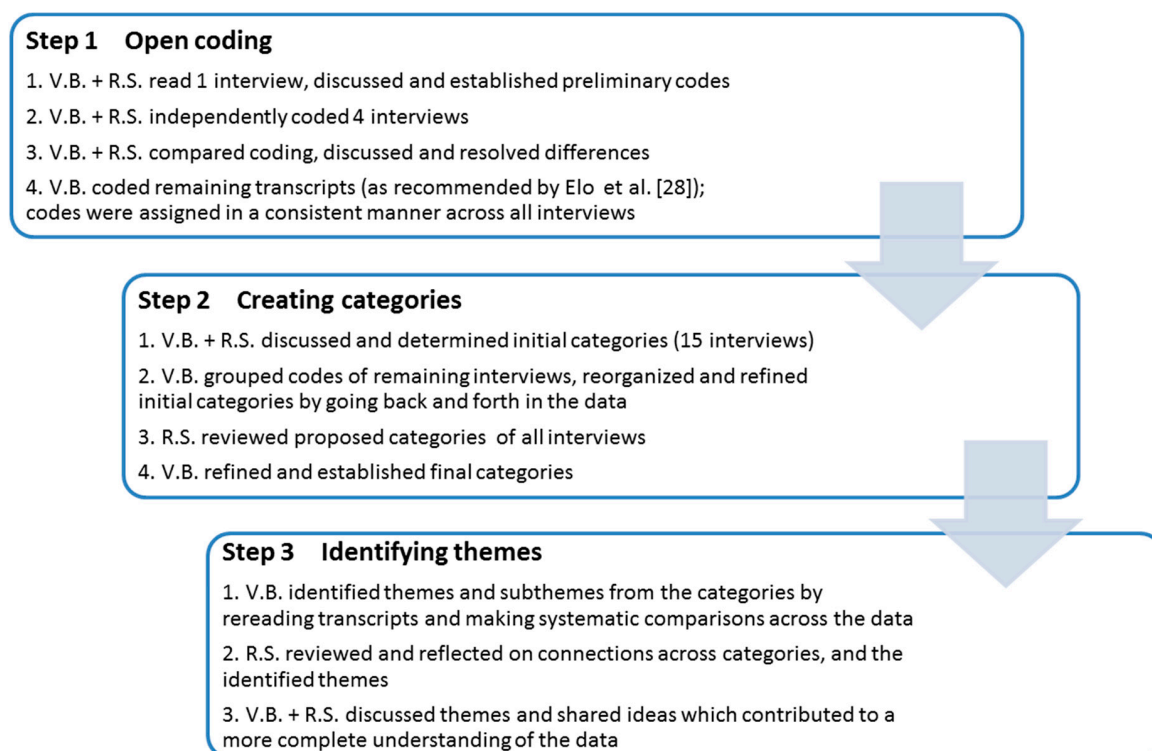 Step 1 Open coding
1. V.B. + R.S. read 1 interview, discussed and established preliminary codes
2. V.B. + R.S. independently coded 4 interviews
3. V.B. + R.S. compared coding, discussed and resolved differences
4. V.B. coded remaining transcripts (as recommended by Elo et al. [28]);
codes were assigned in a consistent manner across all interviews
Step 2 Creating categories
1. V.B. + R.S. discussed and determined initial categories (15 interviews)
2. V.B. grouped codes of remaining interviews, reorganized and refined
initial categories by going back and forth in the data
3. R.S. reviewed proposed categories of all interviews
4. V.B. refined and established final categories
Step 3 Identifying themes
1. V.B. identified themes and subthemes from the categories by
rereading transcripts and making systematic comparisons across the data
2. R.S. reviewed and reflected on connections across categories, and the
identified themes
3. V.B. + R.S. discussed themes and shared ideas which contributed to a
more complete understanding of the data